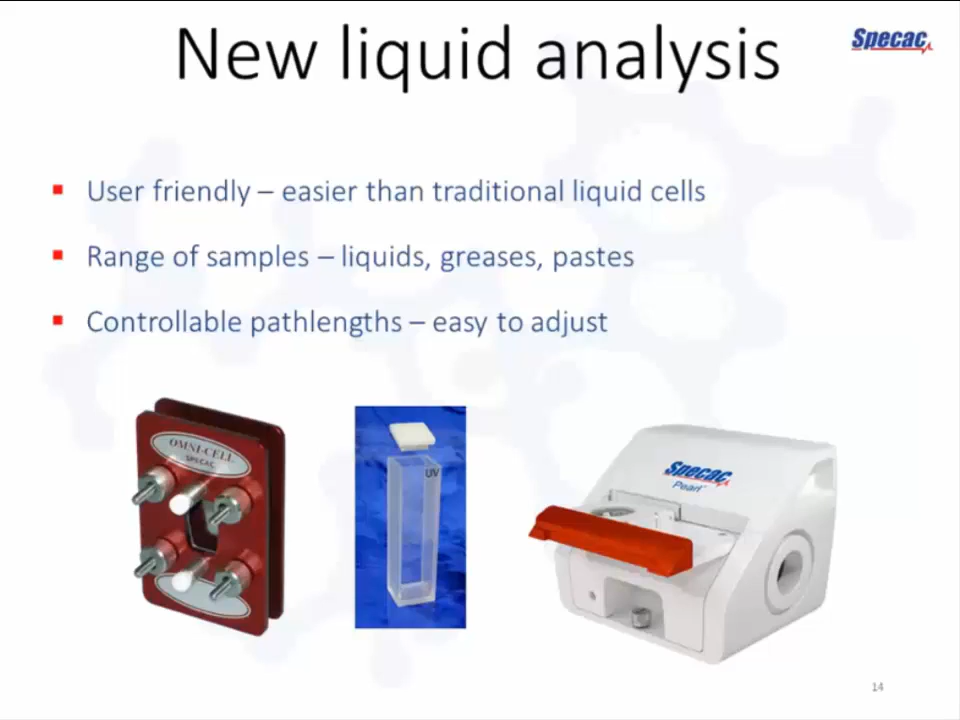 New liquid analysis
Specac
User friendly – easier than traditional liquid cells
Range of samples – liquids, greases, pastes
Controllable pathlengths – easy to adjust
OMNI-CELL
SPECAC
UV
Specac
Pearl™
14